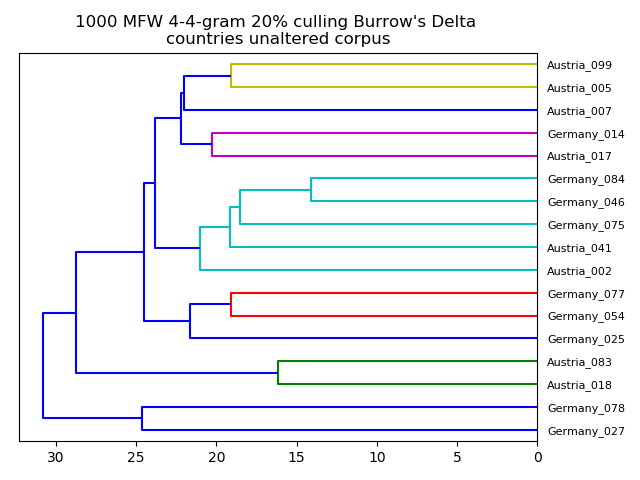 1000 MFW 4-4-gram 20% culling Burrow's Delta
countries unaltered corpus
Austria_099
Austria_005
Austria_007
Germany_014
Austria_017
Germany_084
Germany_046
Germany_075
Austria_041
Austria_002
Germany_077
Germany_054
Germany_025
Austria_083
Austria_018
Germany_078
Germany_027
30 25 20 15 10 5 0